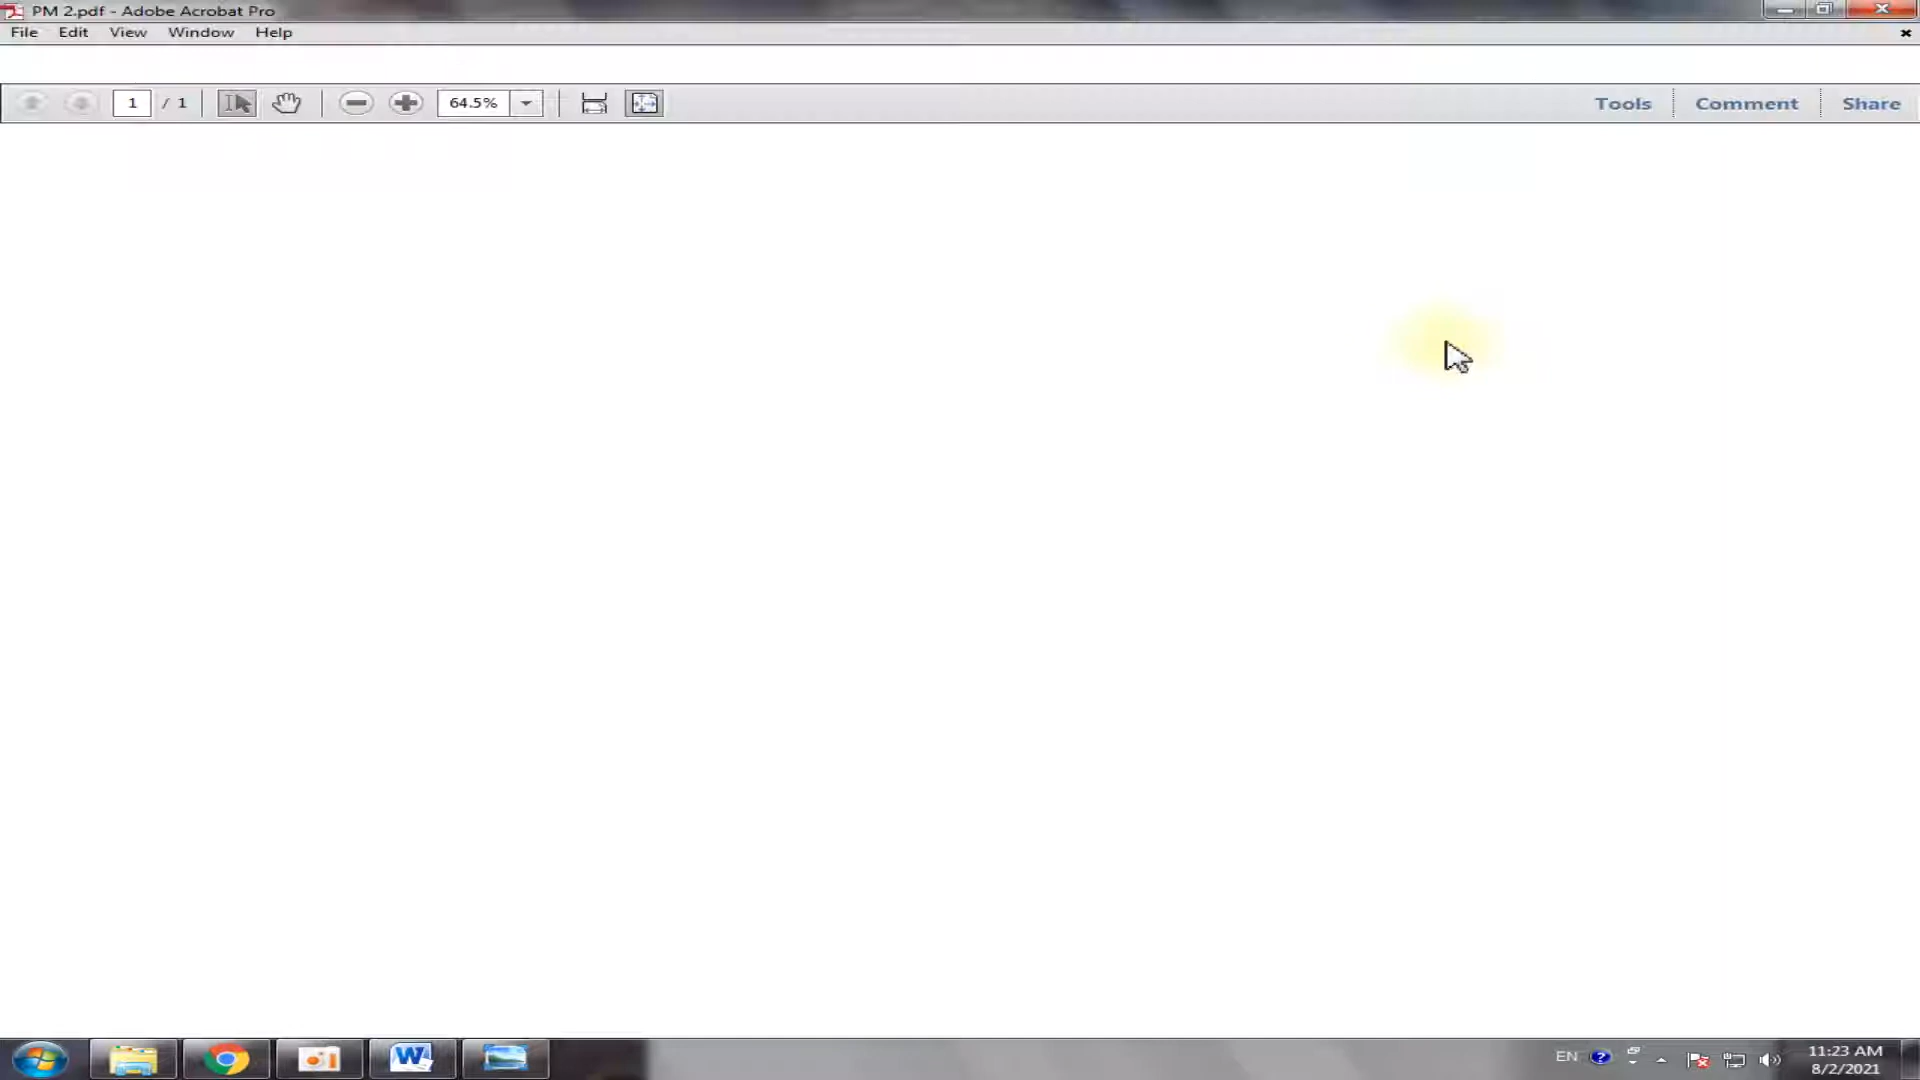 PM 2.pdf - Adobe Acrobat Pro
File Edit View Window Help
1 / 1 64.5% Tools Comment Share
EN 11:23 AM
8/2/2021